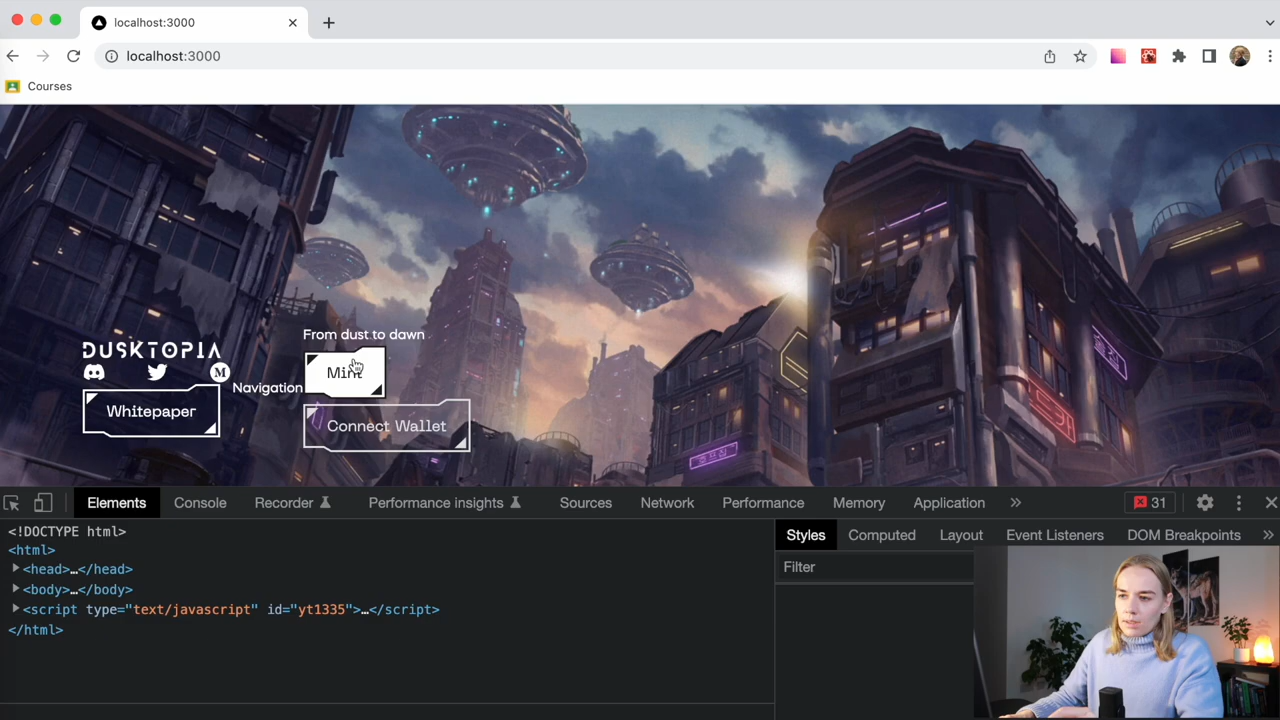 localhost:3000
localhost:3000
Courses
From dust to dawn
DUSKTOPIA
M
Mint
Navigation
Whitepaper
Connect Wallet
Elements Console Recorder Performance insights Sources Network Performance Memory Application » 31
<!DOCTYPE html>
<html>
<head>…</head>
<body>…</body>
<script type="text/javascript" id="yt1335">…</script>
</html>
Styles Computed Layout Event Listeners DOM Breakpoints »
Filter